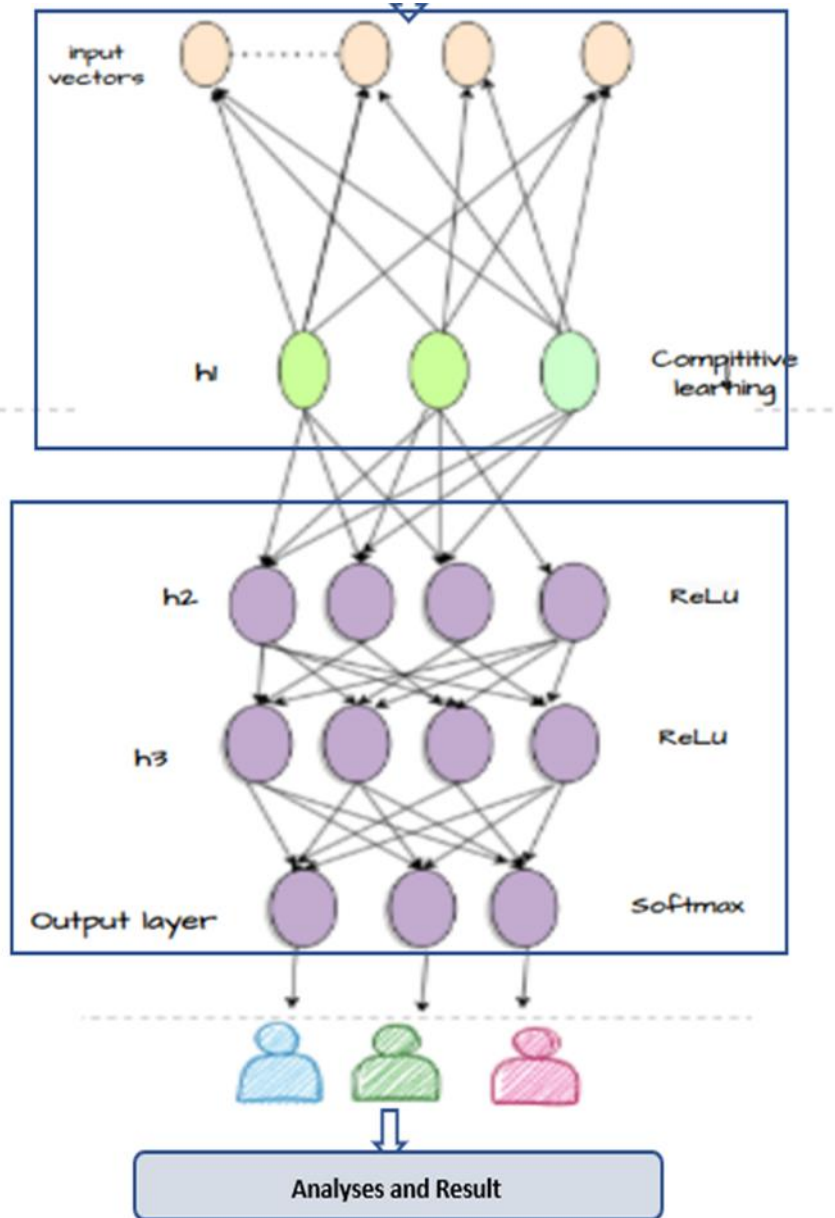 input
vectors
h1
Compititive
learning
h2
ReLU
h3
ReLU
Output layer
Softmax
Analyses and Result